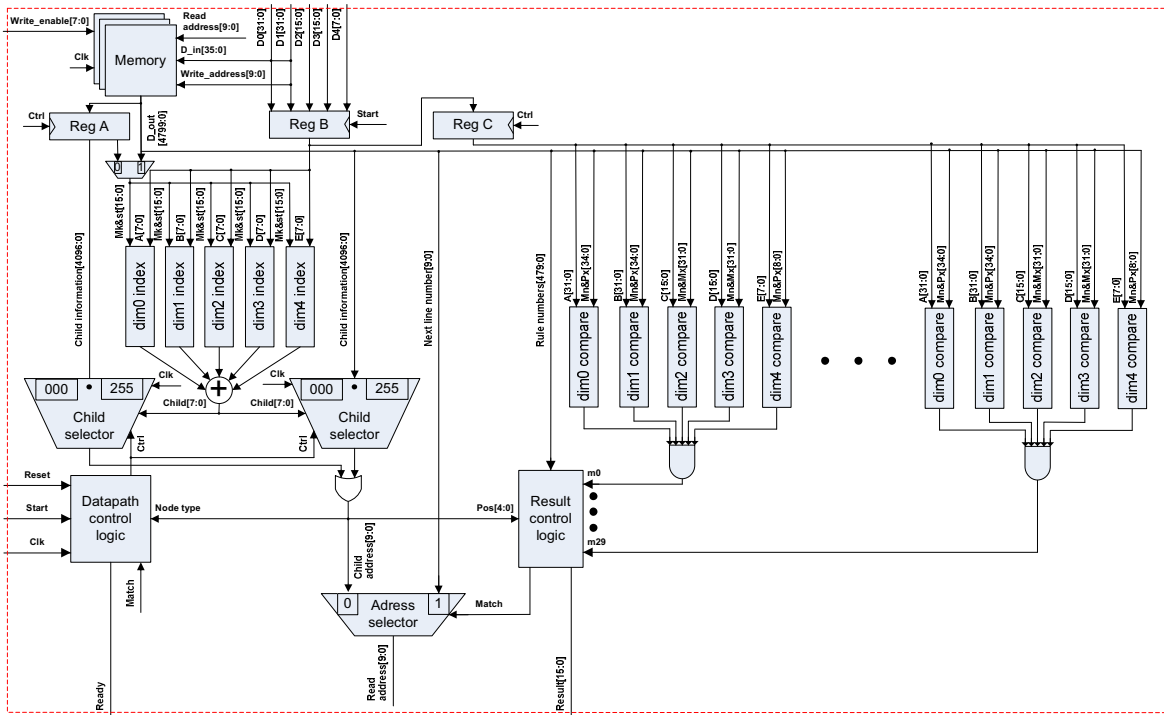 Write_enable[7:0]
Memory
Read
address[9:0]
Clk
D_in[35:0]
Write_address[9:0]
D0[31:0]
D1[31:0]
D2[15:0]
D3[15:0]
D4[7:0]
Ctrl
Reg A
D_out
[4799:0]
Reg B
Start
Reg C
Ctrl
0
1
Mk&st[15:0]
A[7:0]
Mk&st[15:0]
B[7:0]
Mk&st[15:0]
C[7:0]
Mk&st[15:0]
D[7:0]
Mk&st[15:0]
E[7:0]
dim0 index
dim1 index
dim2 index
dim3 index
dim4 index
Child information[4096:0]
Child information[4096:0]
Next line number[9:0]
Rule numbers[479:0]
A[31:0]
Mn&Px[34:0]
B[31:0]
Mn&Px[34:0]
C[15:0]
Mn&Mx[31:0]
D[15:0]
Mn&Mx[31:0]
E[7:0]
Mn&Px[8:0]
A[31:0]
Mn&Px[34:0]
B[31:0]
Mn&Px[34:0]
C[15:0]
Mn&Mx[31:0]
D[15:0]
Mn&Mx[31:0]
E[7:0]
Mn&Px[8:0]
dim0 compare
dim1 compare
dim2 compare
dim3 compare
dim4 compare
dim0 compare
dim1 compare
dim2 compare
dim3 compare
dim4 compare
000
255
Clk
Clk
000
255
Child
selector
Child[7:0]
Child[7:0]
Child
selector
Ctrl
Ctrl
Reset
Start
Clk
Datapath
control
logic
Node type
Pos[4:0]
Result
control
logic
m0
m29
Child
address[9:0]
Match
0
1
Adress
selector
Match
Ready
Read
address[9:0]
Result[15:0]